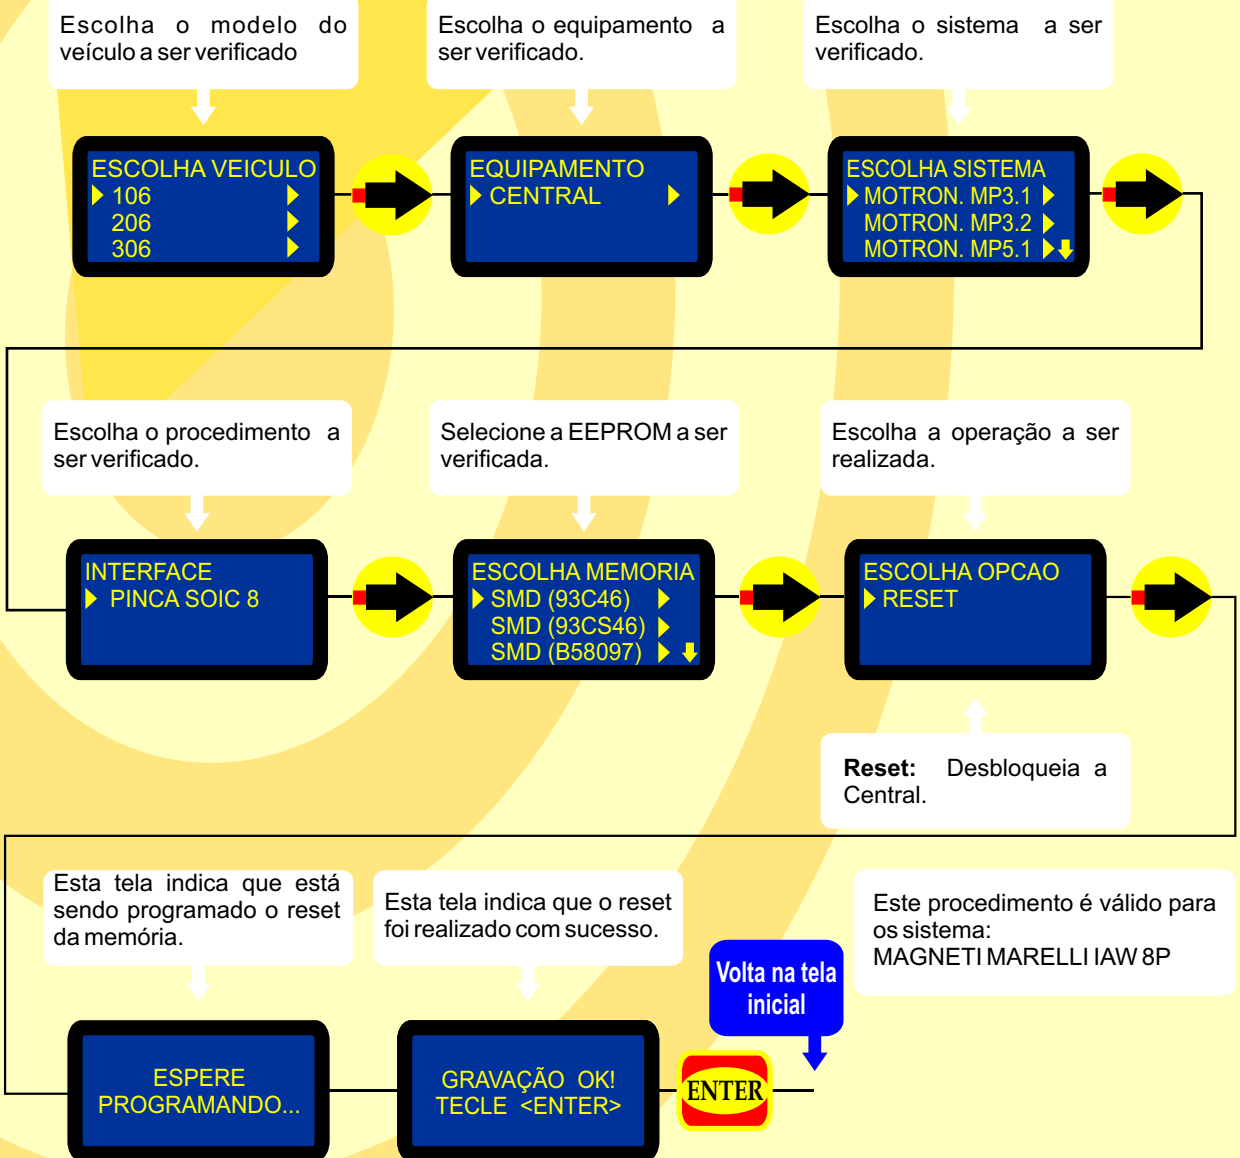 Escolha o modelo do
veículo a ser verificado
Escolha o equipamento a
ser verificado.
Escolha o sistema a ser
verificado.
ESCOLHA VEICULO
106
206
306
EQUIPAMENTO
CENTRAL
ESCOLHA SISTEMA
MOTRON. MP3.1
MOTRON. MP3.2
MOTRON. MP5.1
Escolha o procedimento a
ser verificado.
Selecione a EEPROM a ser
verificada.
Escolha a operação a ser
realizada.
INTERFACE
PINCA SOIC 8
ESCOLHA MEMORIA
SMD (93C46)
SMD (93CS46)
SMD (B58097)
ESCOLHA OPCAO
RESET
Reset: Desbloqueia a
Central.
Esta tela indica que está
sendo programado o reset
da memória.
Esta tela indica que o reset
foi realizado com sucesso.
Volta na tela
inicial
Este procedimento é válido para
os sistema:
MAGNETI MARELLI IAW 8P
ESPERE
PROGRAMANDO...
GRAVAÇÃO OK!
TECLE <ENTER>
ENTER